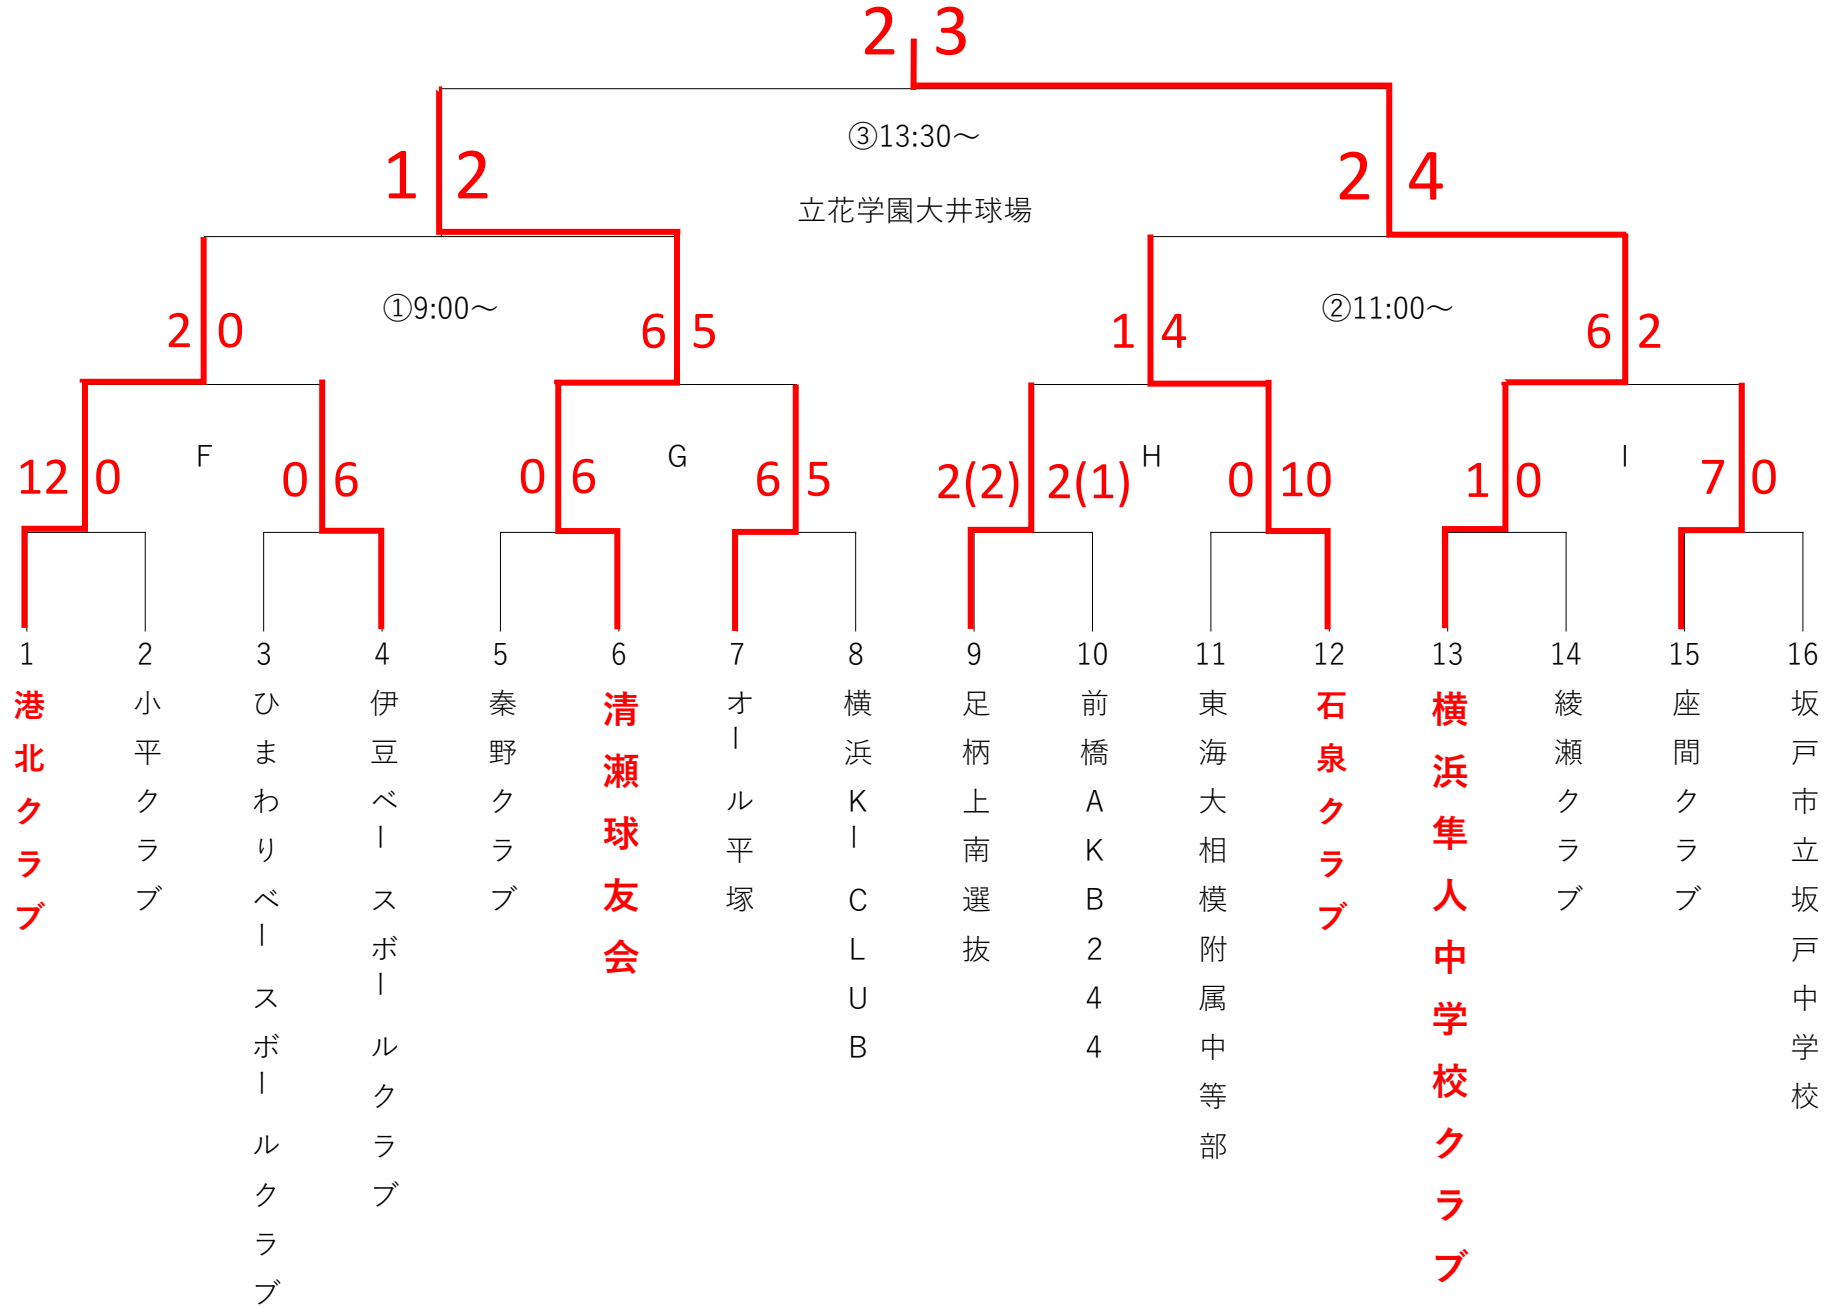 2 3
③13:30～
1 2
2 4
立花学園大井球場
①9:00～
②11:00～
2 0
6 5
1 4
6 2
F
G
H
I
12 0
0 6
0 6
6 5
2(2) 2(1)
0 10
1 0
7 0
1
2
3
4
5
6
7
8
9
10
11
12
13
14
15
16
港北クラブ
小平クラブ
ひまわりベースボールクラブ
伊豆ベースボールクラブ
秦野クラブ
清瀬球友会
オール平塚
横浜KI CLUB
足柄上南選抜
前橋AKB244
東海大相模附属中等部
石泉クラブ
横浜隼人中学校クラブ
綾瀬クラブ
座間クラブ
坂戸市立坂戸中学校